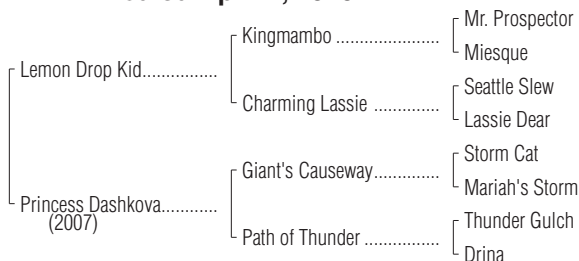 Kingmambo ..................
Mr. Prospector
Miesque
Lemon Drop Kid...............
Charming Lassie .............
Seattle Slew
Lassie Dear
Giant's Causeway.............
Storm Cat
Mariah's Storm
Princess Dashkova...........
(2007)
Path of Thunder ...............
Thunder Gulch
Drina